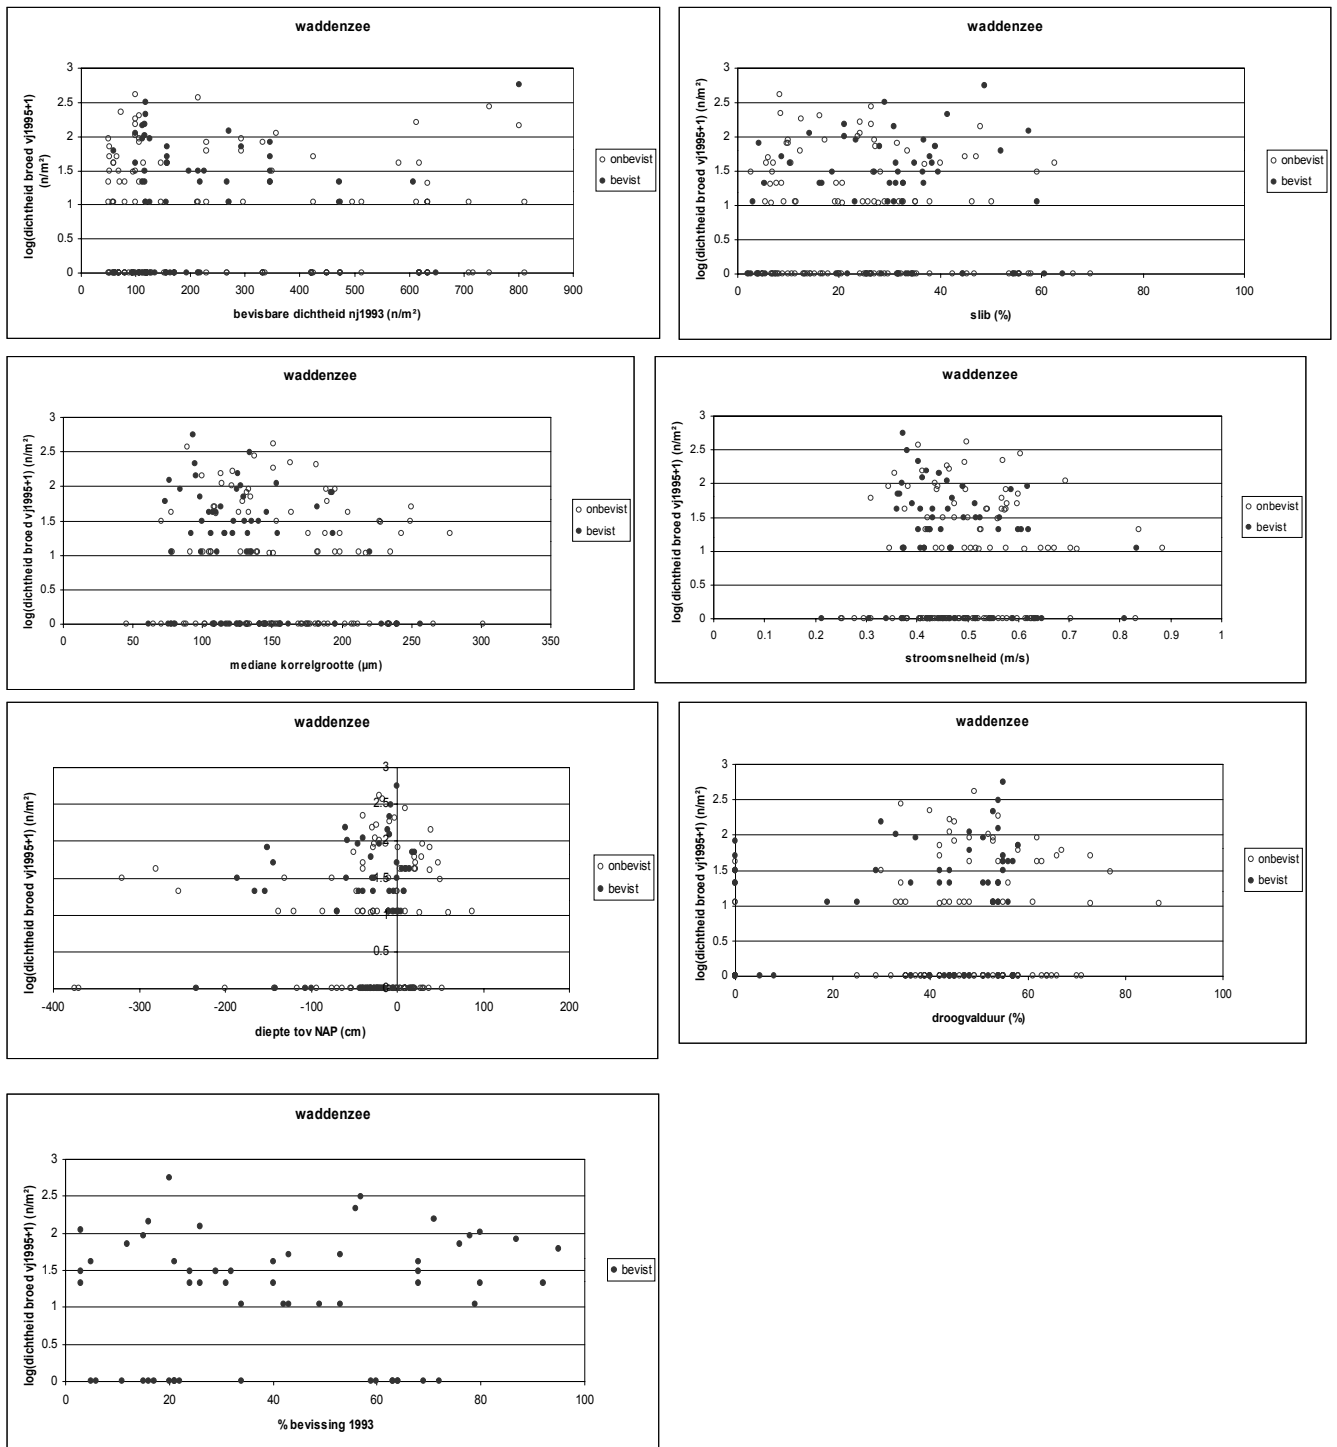 waddenzee
log(dichtheid broed vj1995+1) (n/m²)
3
2.5
2
1.5
1
0.5
0
0 100 200 300 400 500 600 700 800 900
bevisbare dichtheid nj1993 (n/m²)
onbevist
bevist
waddenzee
log(dichtheid broed vj1995+1) (n/m²)
3
2.5
2
1.5
1
0.5
0
0 20 40 60 80 100
slib (%)
onbevist
bevist
waddenzee
log(dichtheid broed vj1995+1) (n/m²)
3
2.5
2
1.5
1
0.5
0
0 50 100 150 200 250 300 350
mediane korrelgrootte (µm)
onbevist
bevist
waddenzee
log(dichtheid broed vj1995+1) (n/m²)
3
2.5
2
1.5
1
0.5
0
0 0.1 0.2 0.3 0.4 0.5 0.6 0.7 0.8 0.9 1
stroomsnelheid (m/s)
onbevist
bevist
waddenzee
log(dichtheid broed vj1995+1) (n/m²)
3
2.5
2
1.5
1
0.5
0
-400 -300 -200 -100 0 100 200
diepte tov NAP (cm)
onbevist
bevist
waddenzee
log(dichtheid broed vj1995+1) (n/m²)
3
2.5
2
1.5
1
0.5
0
0 20 40 60 80 100
droogvalduur (%)
onbevist
bevist
waddenzee
log(dichtheid broed vj1995+1) (n/m²)
3
2.5
2
1.5
1
0.5
0
0 20 40 60 80 100
% bevissing 1993
bevist